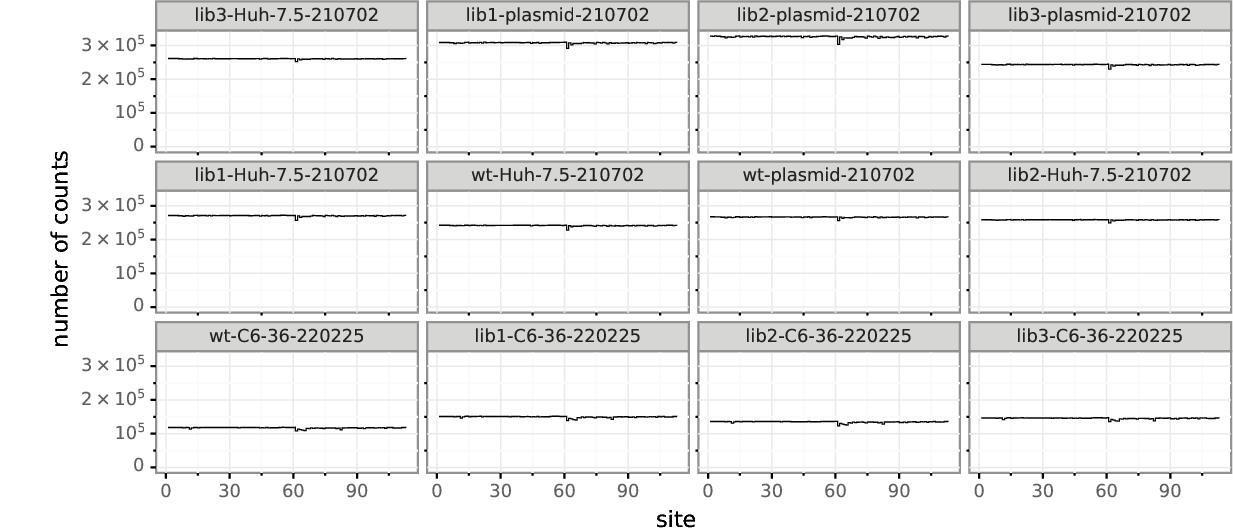 lib3-Huh-7.5-210702 lib1-plasmid-210702 lib2-plasmid-210702 lib3-plasmid-210702
3 × 10⁵
2 × 10⁵
10⁵
0
lib1-Huh-7.5-210702 wt-Huh-7.5-210702 wt-plasmid-210702 lib2-Huh-7.5-210702
3 × 10⁵
2 × 10⁵
10⁵
0
number of counts
wt-C6-36-220225 lib1-C6-36-220225 lib2-C6-36-220225 lib3-C6-36-220225
3 × 10⁵
2 × 10⁵
10⁵
0
0 30 60 90 0 30 60 90 0 30 60 90 0 30 60 90
site